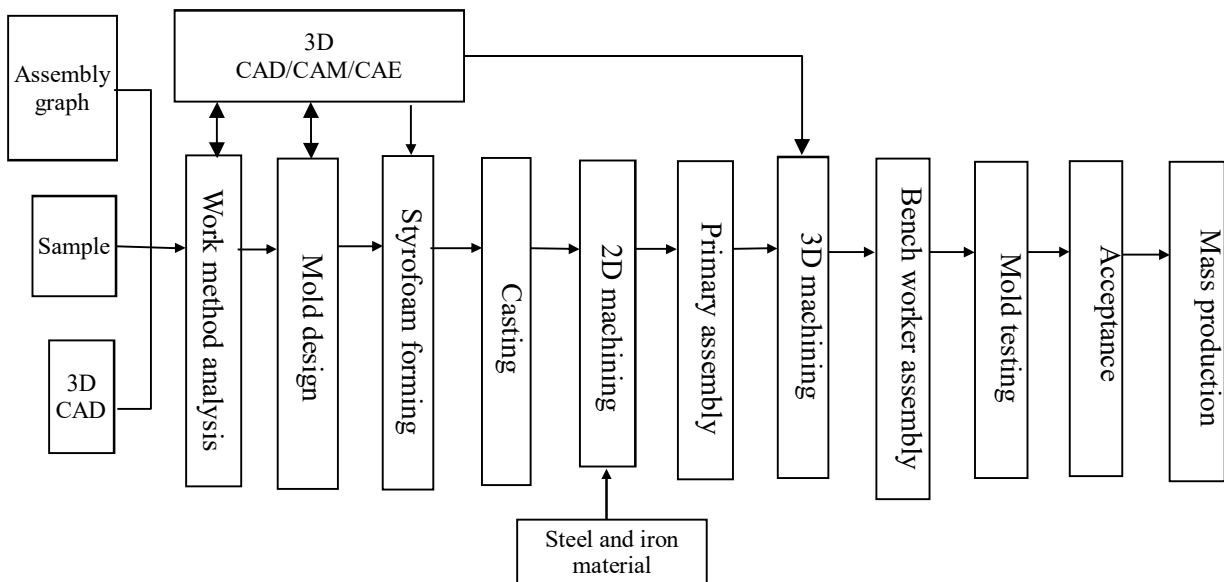 Assembly
graph
3D
CAD/CAM/CAE
Sample
3D
CAD
Work method analysis
Mold design
Styrofoam forming
Casting
2D machining
Primary assembly
3D machining
Bench worker assembly
Mold testing
Acceptance
Mass production
Steel and iron
material